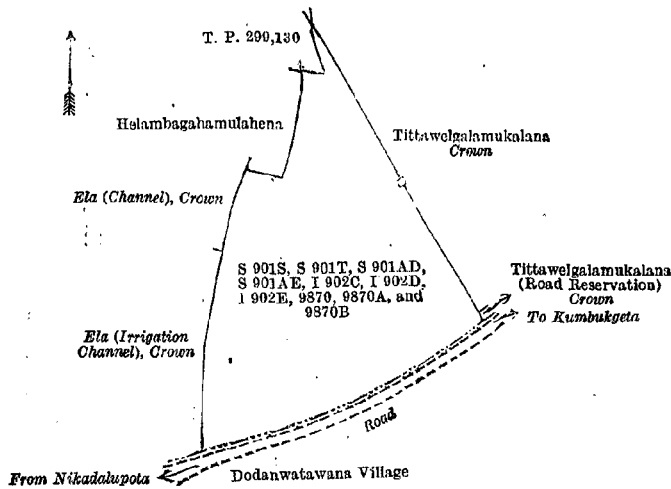 T. P. 299,130
Helambagahamulahena
Tittawelgalamukalana
Crown
Ela (Channel), Crown
S 901S, S 901T, S 901AD,
S 901AE, I 902C, I 902D,
I 902E, 9870, 9870A, and
9870B
Tittawelgalamukalana
(Road Reservation)
Crown
To Kumbukgeta
Ela (Irrigation
Channel), Crown
Road
From Nikadalupota
Dodanwatawana Village